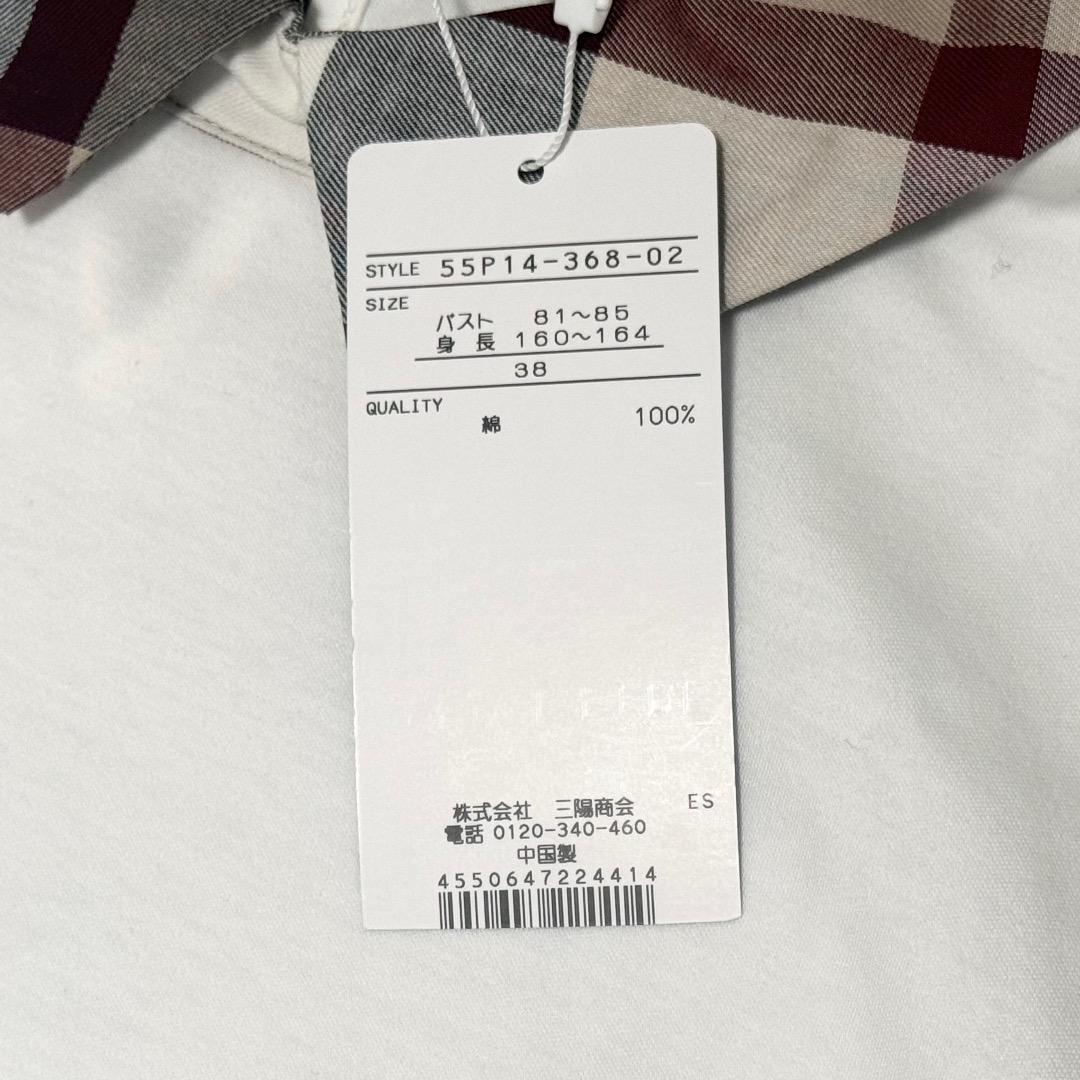 STYLE 55P14-368-02
SIZE
バスト 81～85
身 長 160～164
38
QUALITY
綿 100%
株式会社 三陽商会 ES
電話 0120-340-460
中国製
4550647224414